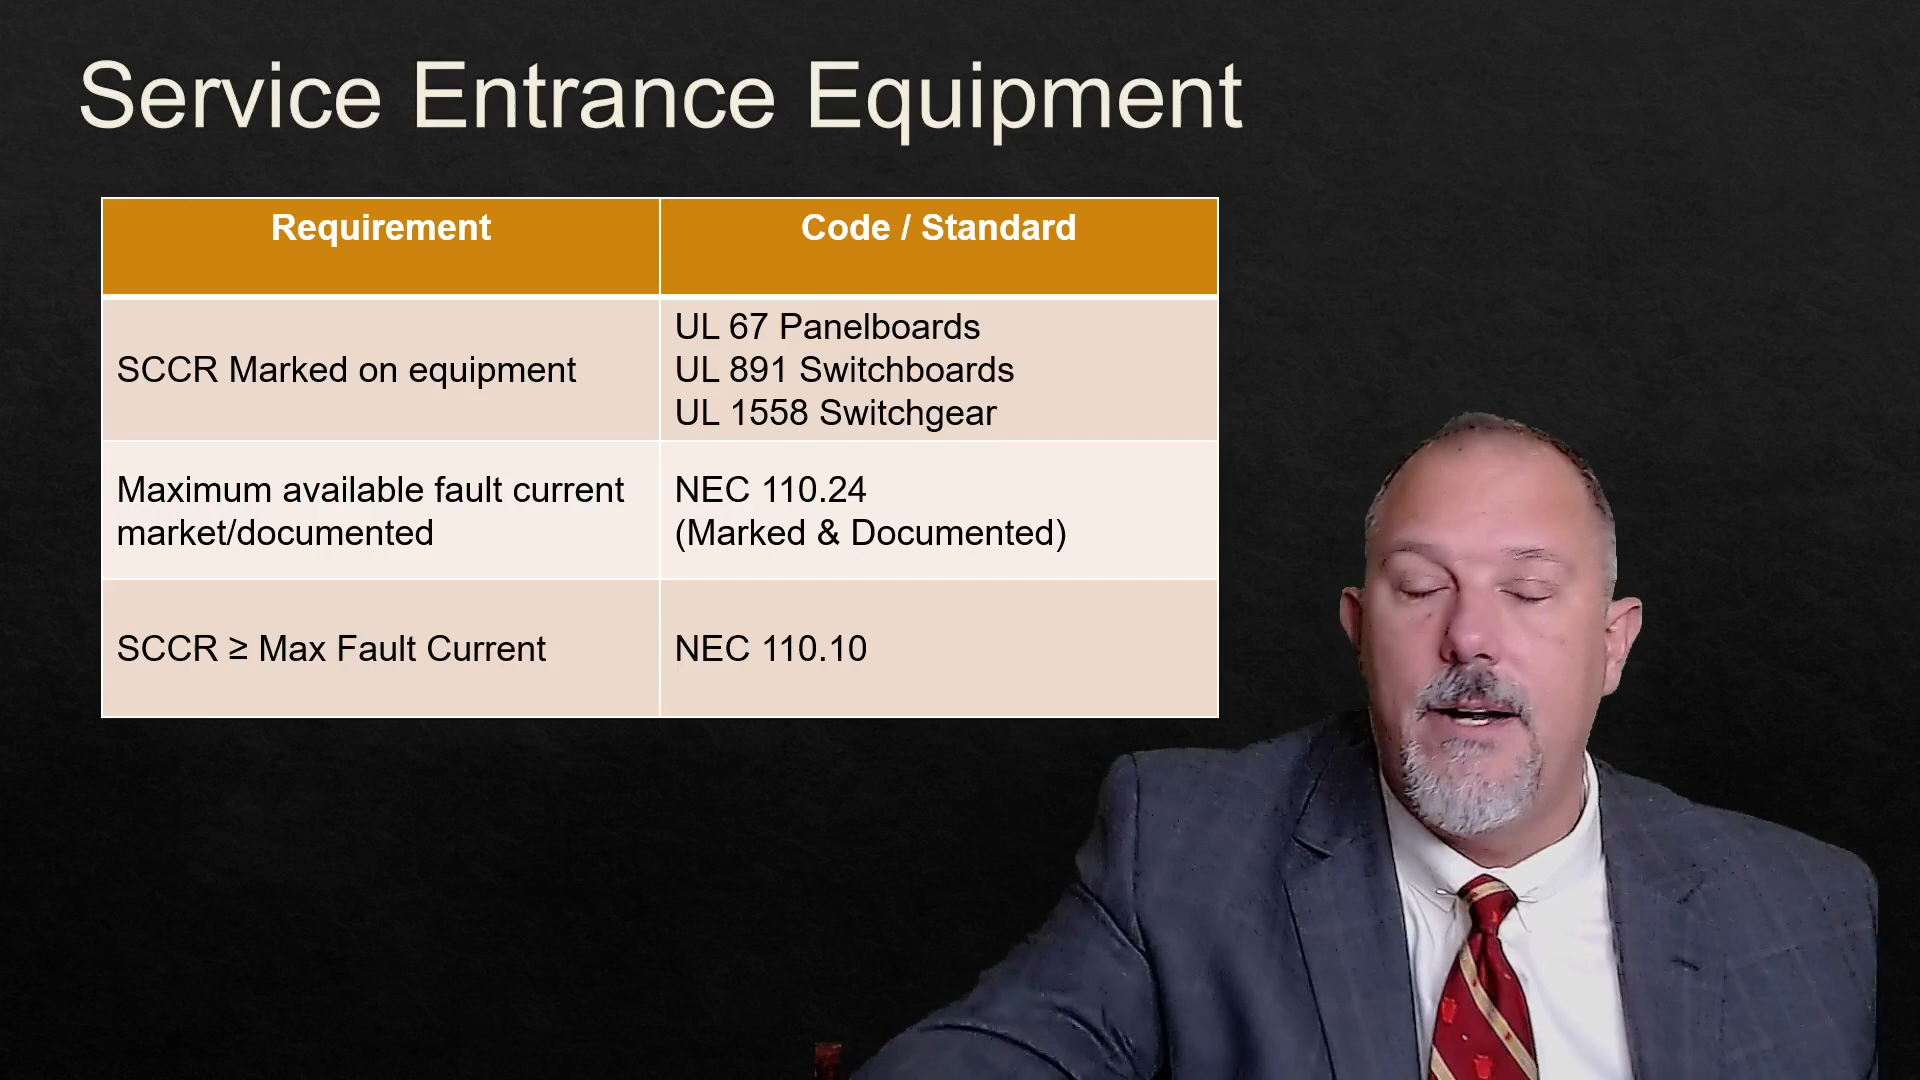 Service Entrance Equipment
Requirement
Code / Standard
SCCR Marked on equipment
UL 67 Panelboards
UL 891 Switchboards
UL 1558 Switchgear
Maximum available fault current
market/documented
NEC 110.24
(Marked & Documented)
SCCR ≥ Max Fault Current
NEC 110.10